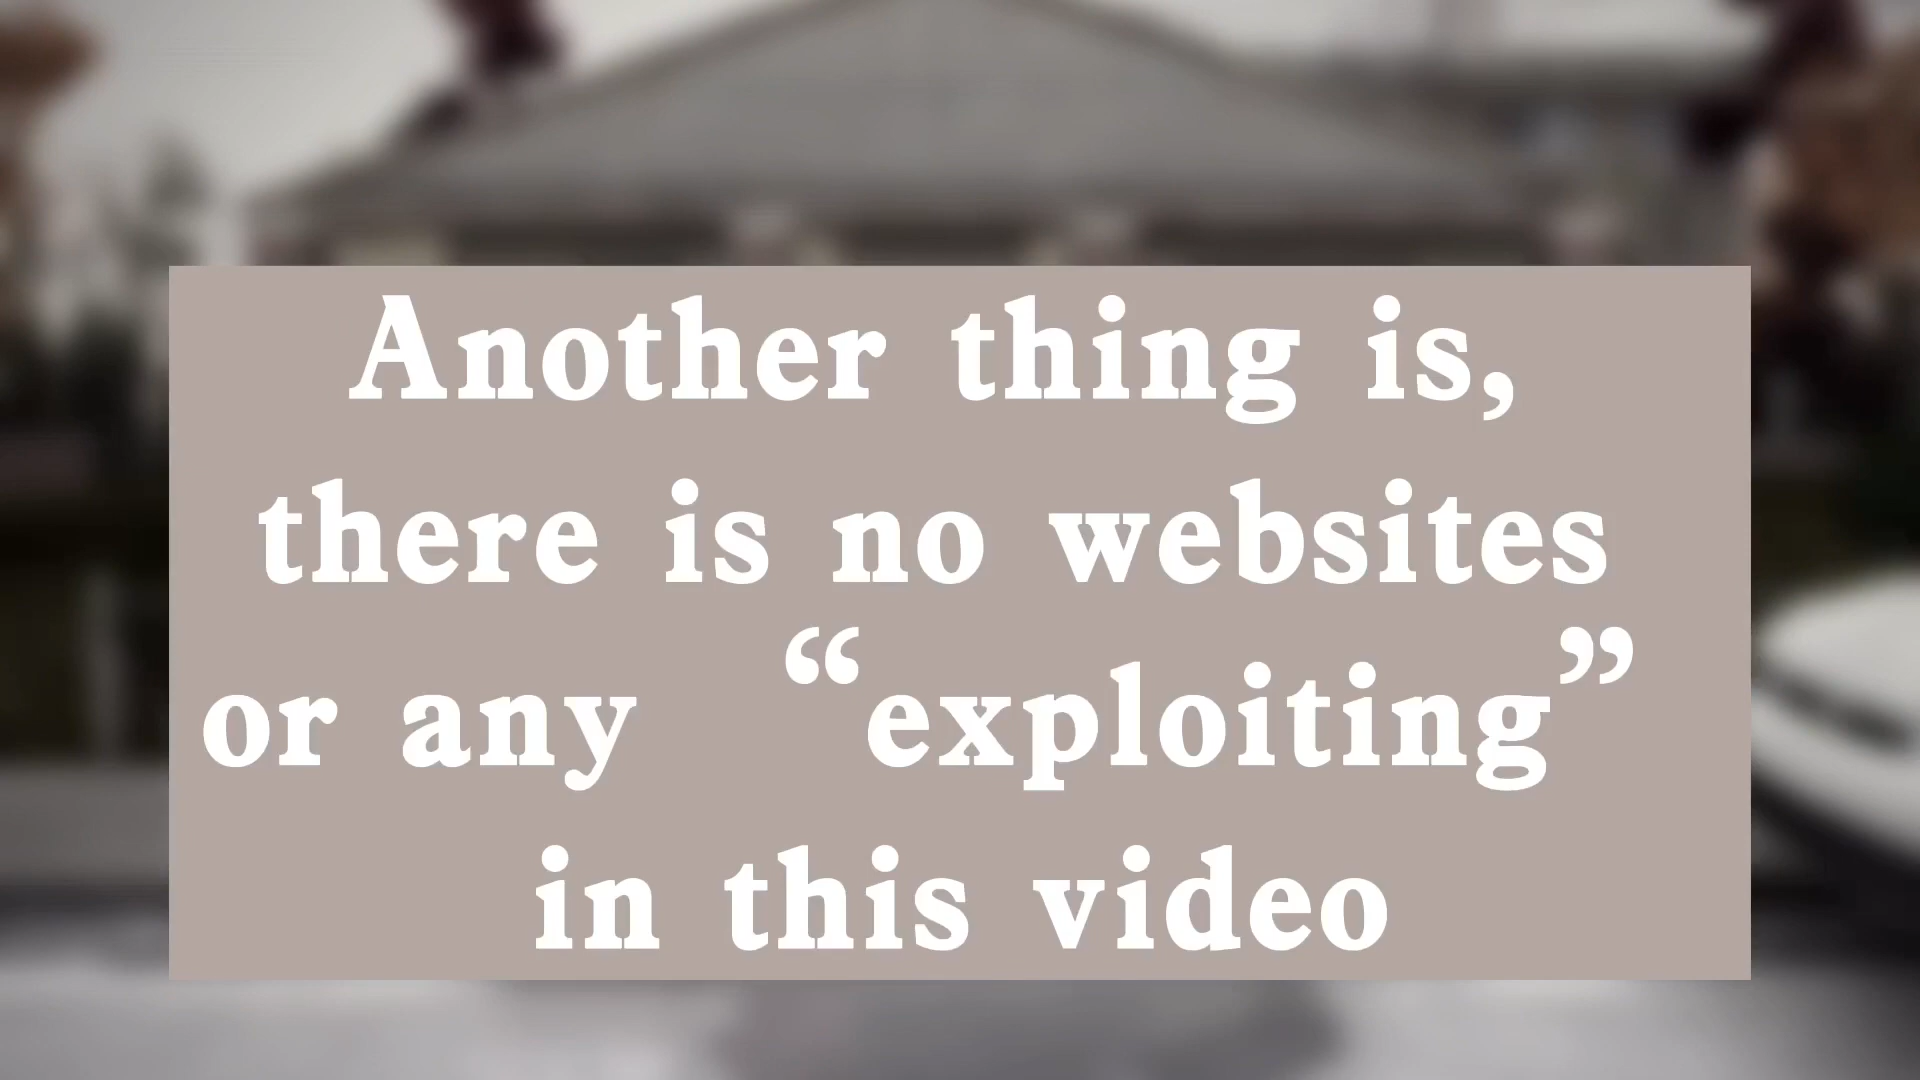 Another thing is,
there is no websites
or any “exploiting”
in this video